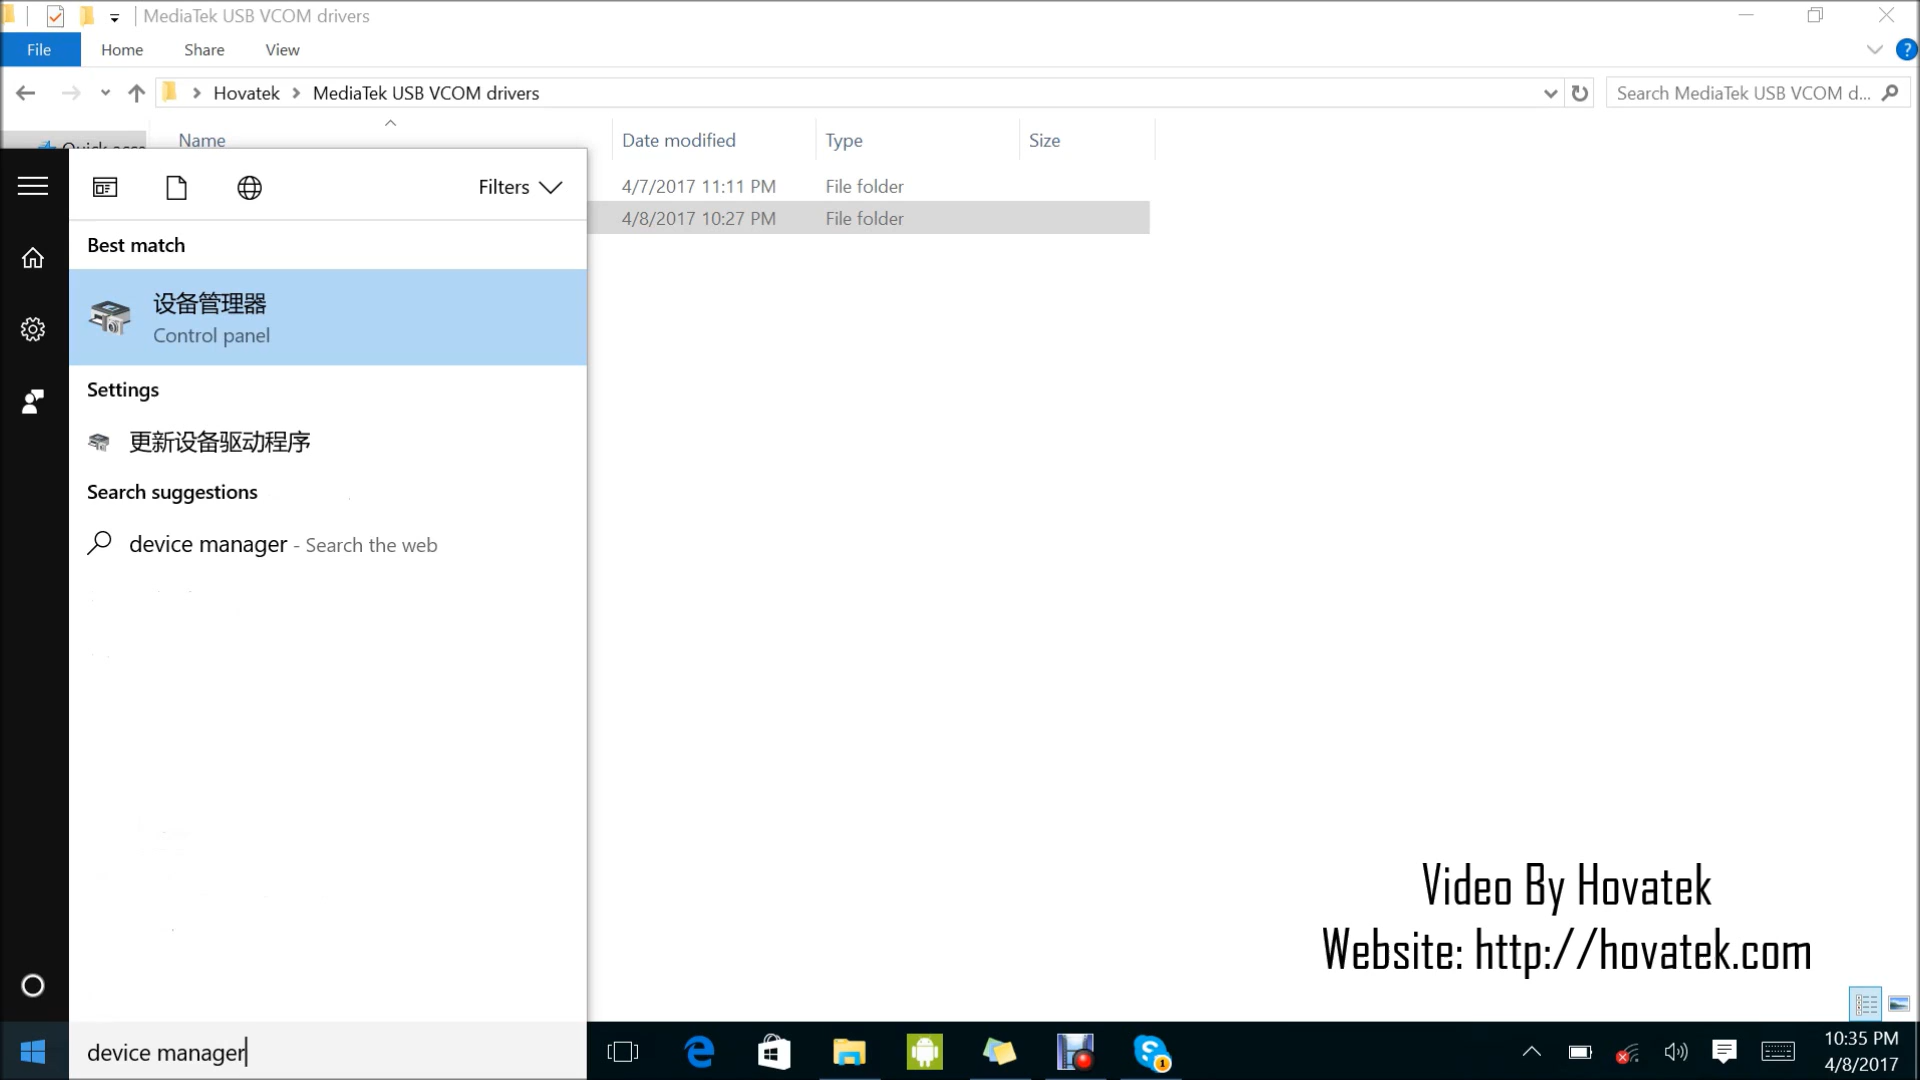 MediaTek USB VCOM drivers
File Home Share View
Hovatek MediaTek USB VCOM drivers
Search MediaTek USB VCOM d...
Name Date modified Type Size
4/7/2017 11:11 PM File folder
4/8/2017 10:27 PM File folder
Filters
Best match
设备管理器
Control panel
Settings
更新设备驱动程序
Search suggestions
device manager - Search the web
Video By Hovatek
Website: http://hovatek.com
device manager
1
10:35 PM
4/8/2017